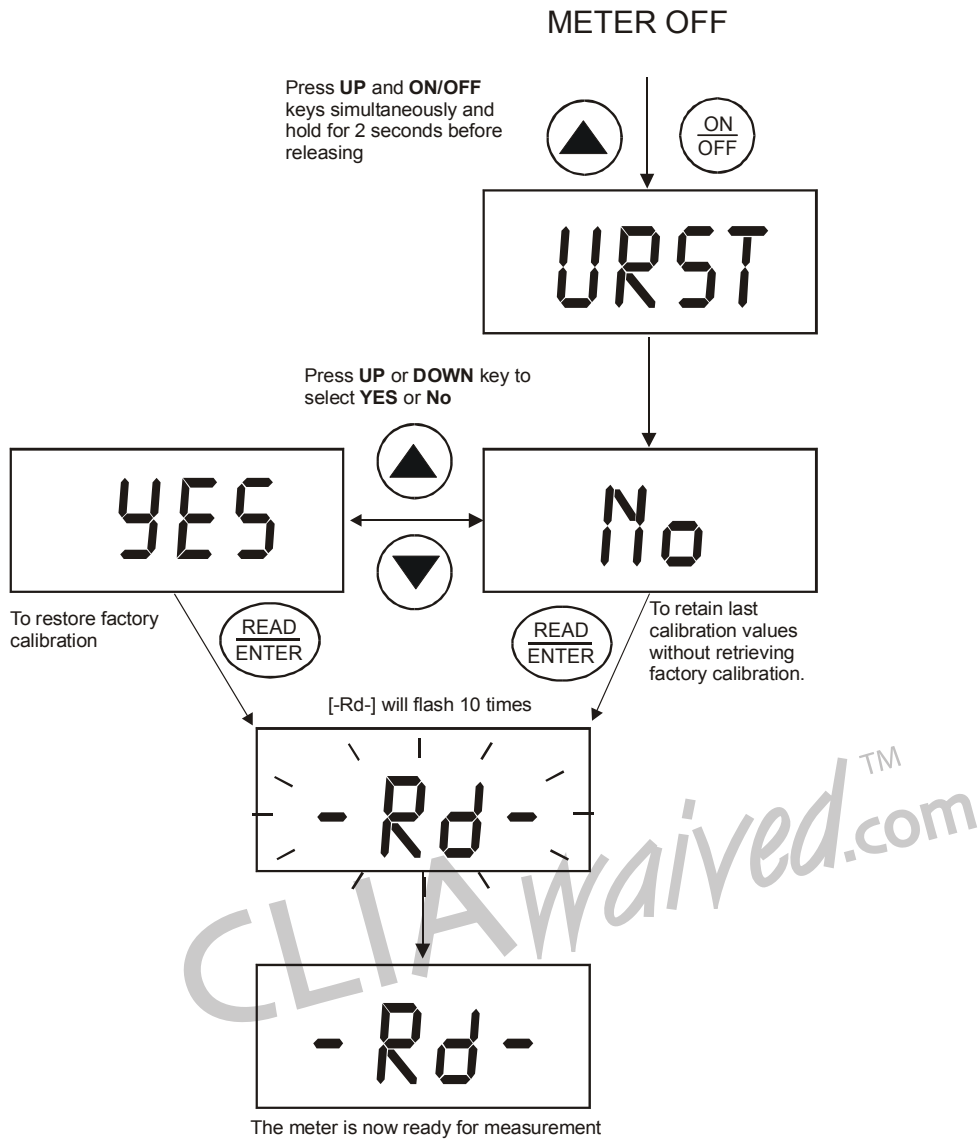 METER OFF
Press UP and ON/OFF
keys simultaneously and
hold for 2 seconds before
releasing
ON
OFF
URST
Press UP or DOWN key to
select YES or No
YES
No
To restore factory
calibration
READ
ENTER
READ
ENTER
To retain last
calibration values
without retrieving
factory calibration.
[-Rd-] will flash 10 times
-Rd-
CLIAwaived.com™
-Rd-
The meter is now ready for measurement